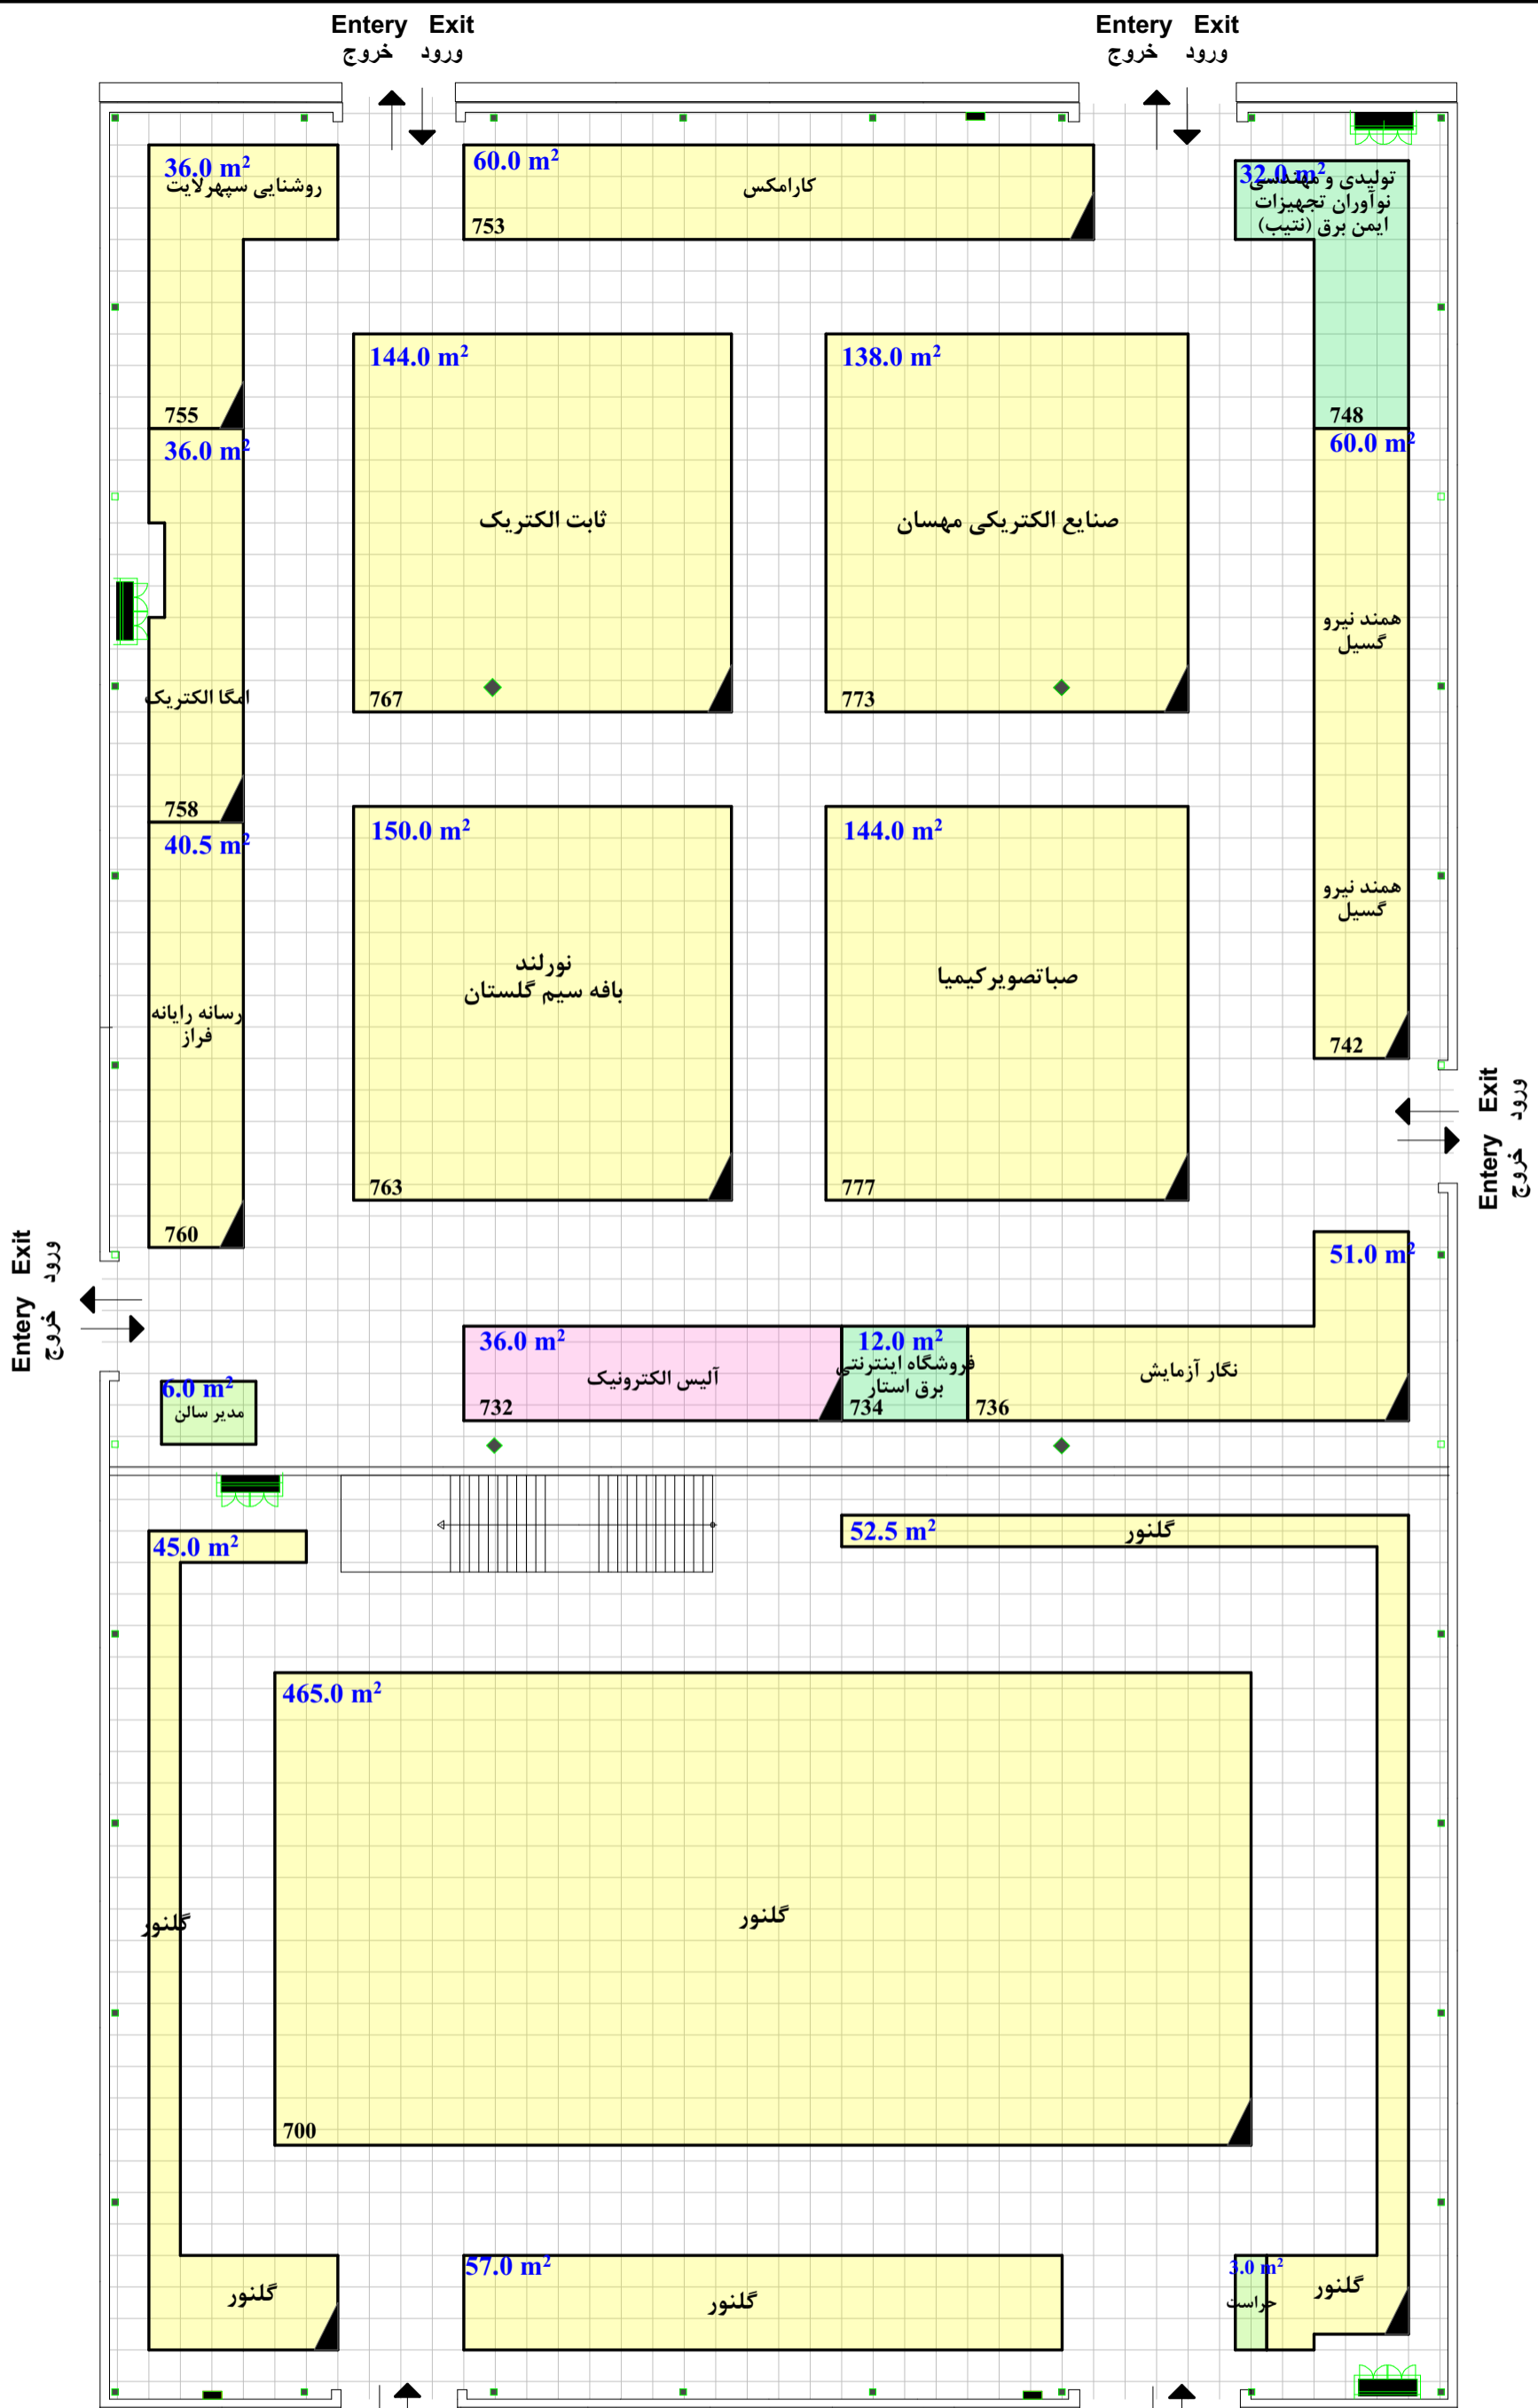 Entery Exit
خروج ورود
Entery Exit
خروج ورود
36.0 m²
روشنایی سپهرلایت
755
60.0 m²
کارامکس
753
32.0 m²
تولیدی و مهندسی
نوآوران تجهیزات
ایمن برق (نتیب)
748
144.0 m²
ثابت الکتریک
767
138.0 m²
صنایع الکتریکی مهسان
773
36.0 m²
امگا الکتریک
758
60.0 m²
همند نیرو
گسیل
همند نیرو
گسیل
742
40.5 m²
رسانه رایانه
فراز
760
150.0 m²
نورلند
بافه سیم گلستان
763
144.0 m²
صباتصویرکیمیا
777
Entery Exit
خروج ورود
Entery Exit
خروج ورود
51.0 m²
نگار آزمایش
736
36.0 m²
آلیس الکترونیک
732
12.0 m²
فروشگاه اینترنتی
برق استار
734
6.0 m²
مدیر سالن
45.0 m²
گلنور
گلنور
52.5 m²
گلنور
465.0 m²
گلنور
700
57.0 m²
گلنور
3.0 m²
حراست
گلنور